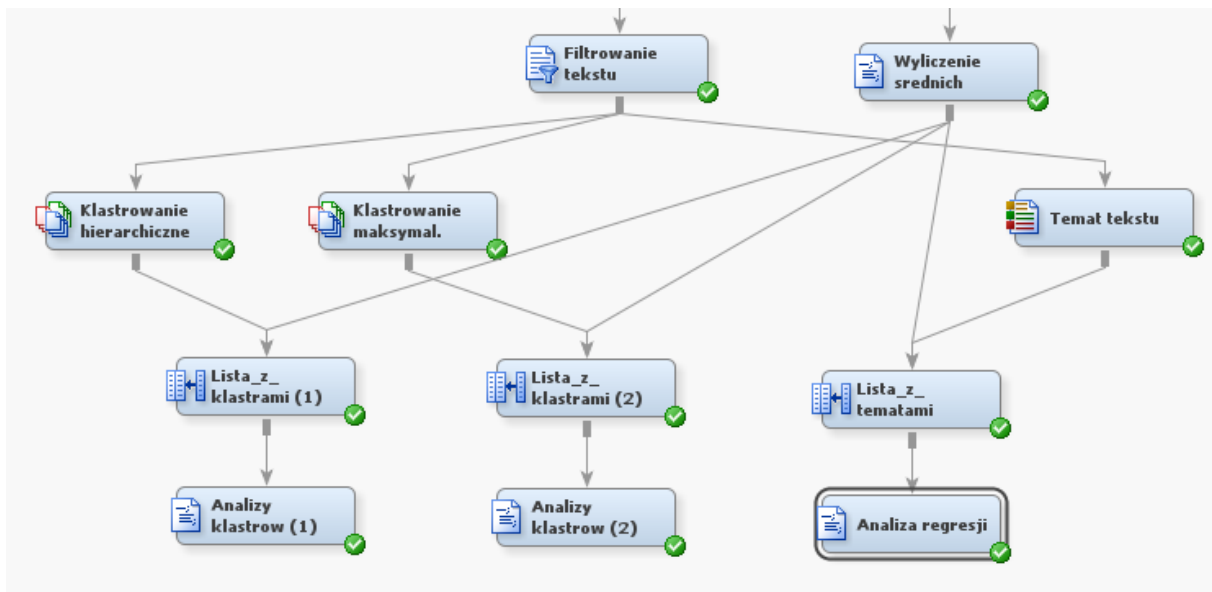 Filtrowanie
tekstu
Wyliczenie
srednich
Klastrowanie
hierarchiczne
Klastrowanie
maksymal.
Temat tekstu
Lista_z_
klastrami (1)
Lista_z_
klastrami (2)
Lista_z_
tematami
Analizy
klastrow (1)
Analizy
klastrow (2)
Analiza regresji